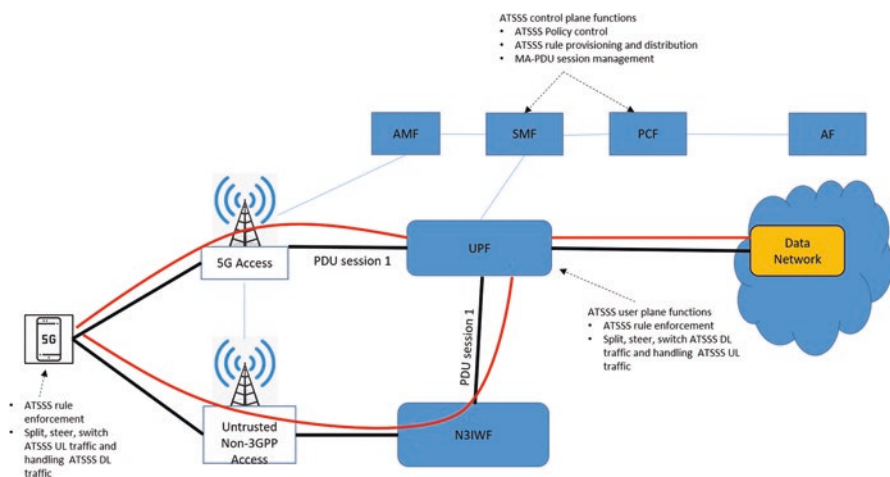 ATSSS control plane functions
• ATSSS Policy control
• ATSSS rule provisioning and distribution
• MA-PDU session management
AMF
SMF
PCF
AF
5G Access
PDU session 1
UPF
Data
Network
5G
PDU session 1
ATSSS user plane functions
• ATSSS rule enforcement
• Split, steer, switch ATSSS DL
traffic and handling ATSSS UL
traffic
• ATSSS rule
enforcement
• Split, steer, switch
ATSSS UL traffic and
handling ATSSS DL
traffic
Untrusted
Non-3GPP
Access
N3IWF